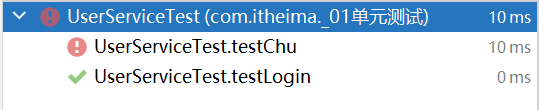 UserServiceTest (com.itheima._01单元测试) 10 ms
UserServiceTest.testChu 10 ms
UserServiceTest.testLogin 0 ms